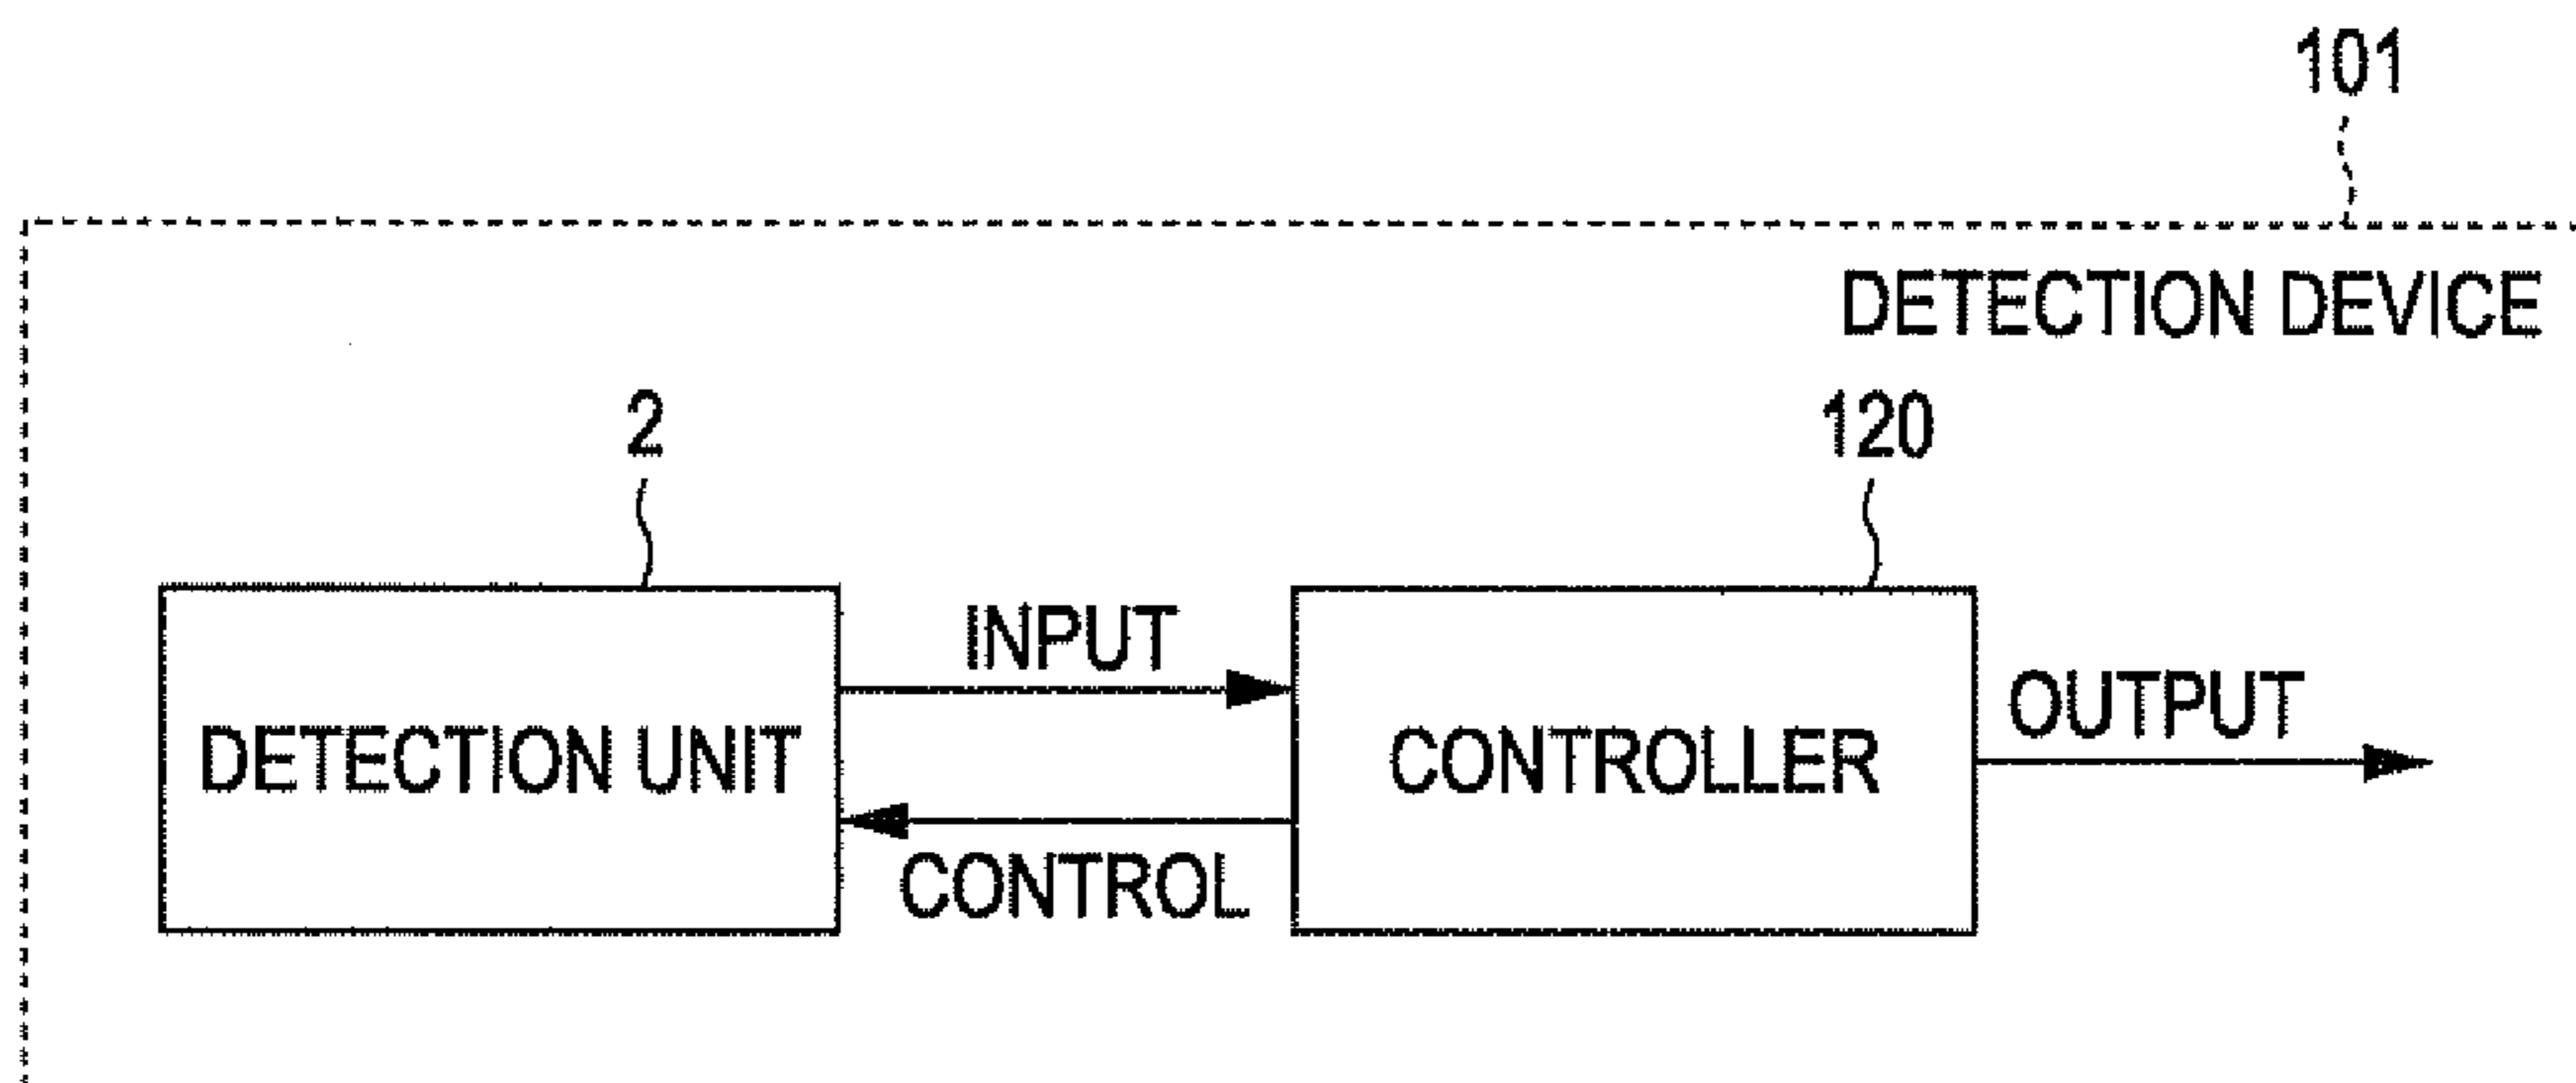 101
DETECTION DEVICE
2
120
INPUT
OUTPUT
DETECTION UNIT
CONTROLLER
CONTROL